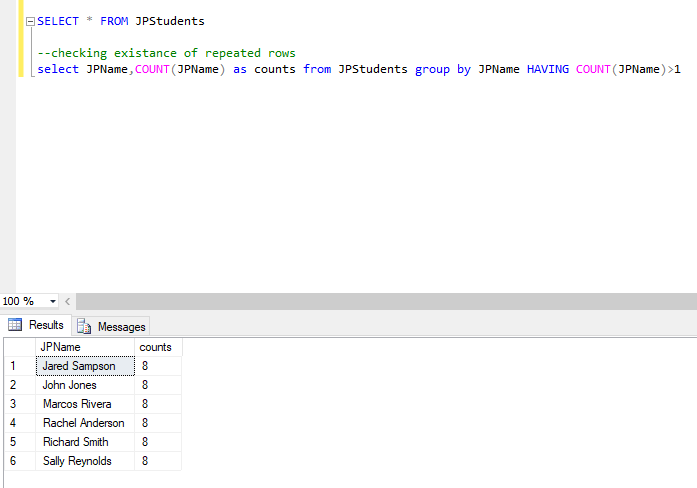 SELECT * FROM JPStudents
--checking existance of repeated rows
select JPName,COUNT(JPName) as counts from JPStudents group by JPName HAVING COUNT(JPName)>1
100 %
Results Messages
JPName counts
1 Jared Sampson 8
2 John Jones 8
3 Marcos Rivera 8
4 Rachel Anderson 8
5 Richard Smith 8
6 Sally Reynolds 8